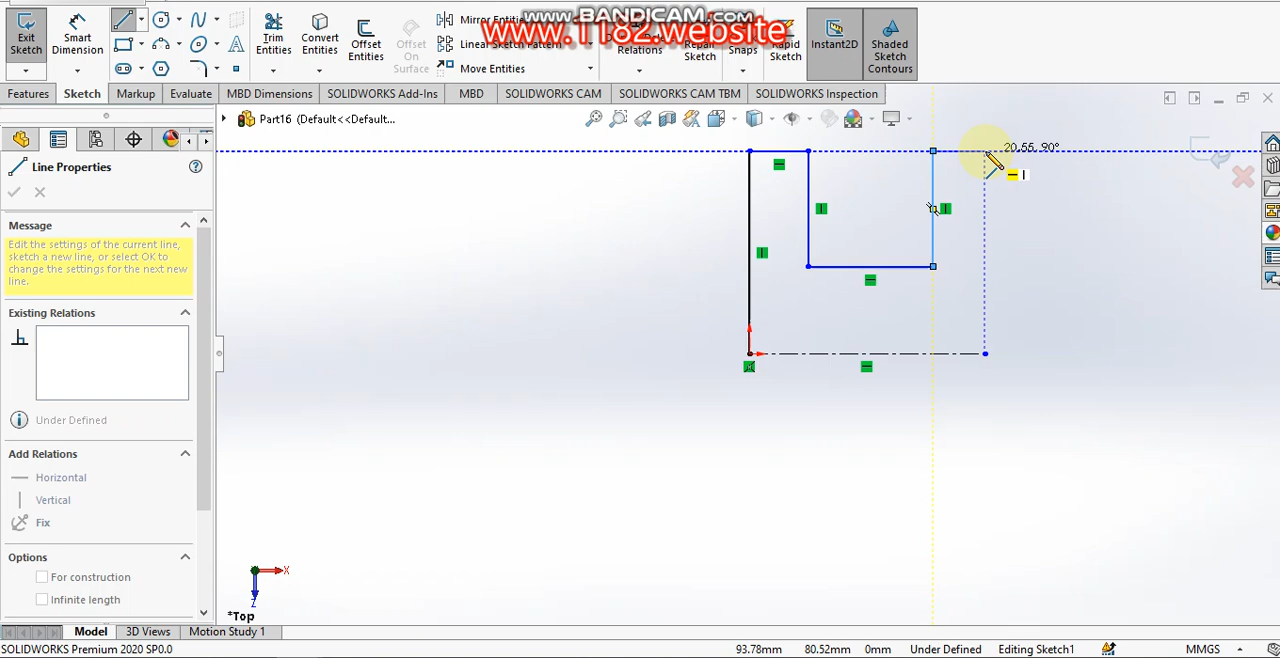 www.BANDICAM.com
www.1182.website
Exit Sketch
Smart Dimension
Trim Entities
Convert Entities
Offset Entities
Offset On Surface
Mirror Entities
Linear Sketch Pattern
Move Entities
Relations
Repair Sketch
Snaps
Rapid Sketch
Instant2D
Shaded Sketch Contours
Features Sketch Markup Evaluate MBD Dimensions SOLIDWORKS Add-Ins MBD SOLIDWORKS CAM SOLIDWORKS CAM TBM SOLIDWORKS Inspection
Part16 (Default<<Default...
Line Properties
Message
Edit the settings of the current line, sketch a new line, or select OK to change the settings for the next new line.
Existing Relations
Under Defined
Add Relations
Horizontal
Vertical
Fix
Options
For construction
Infinite length
20.55, 90°
X
Z
*Top
Model 3D Views Motion Study 1
SOLIDWORKS Premium 2020 SP0.0 93.78mm 80.52mm 0mm Under Defined Editing Sketch1 MMGS